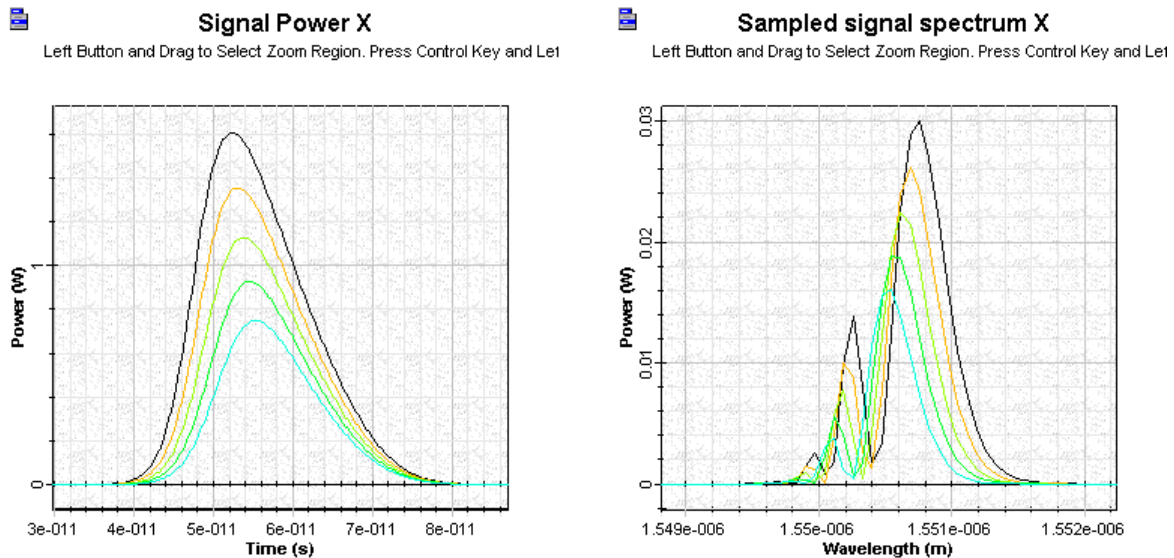 Signal Power X
Left Button and Drag to Select Zoom Region. Press Control Key and Let
Power (W)
1
0
3e-011 4e-011 5e-011 6e-011 7e-011 8e-011
Time (s)
Sampled signal spectrum X
Left Button and Drag to Select Zoom Region. Press Control Key and Let
Power (W)
0.03
0.02
0.01
0
1.549e-006 1.55e-006 1.551e-006 1.552e-006
Wavelength (m)